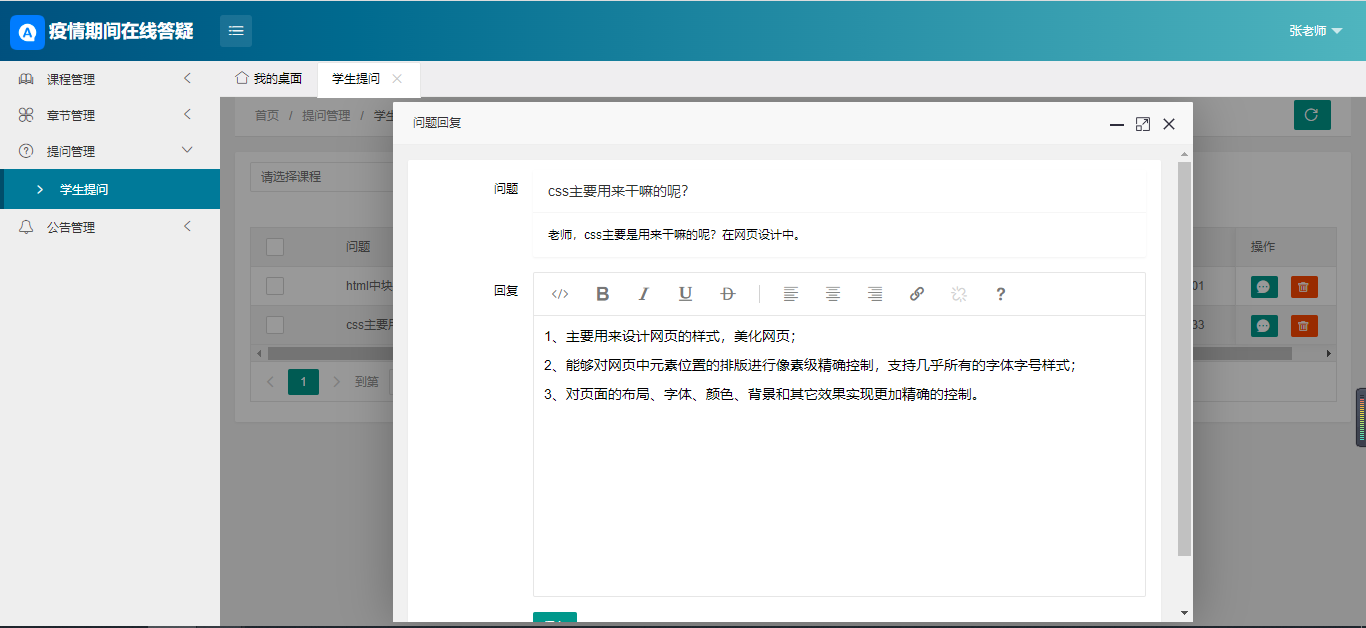 疫情期间在线答疑
张老师
课程管理
章节管理
提问管理
学生提问
公告管理
我的桌面
学生提问
首页 / 提问管理 /
请选择课程
问题
操作
html中块
01
css主要
33
1
到第
问题回复
问题
css主要用来干嘛的呢?
老师，css主要是用来干嘛的呢？在网页设计中。
回复
</> B I U D ?
1、主要用来设计网页的样式，美化网页；
2、能够对网页中元素位置的排版进行像素级精确控制，支持几乎所有的字体字号样式；
3、对页面的布局、字体、颜色、背景和其它效果实现更加精确的控制。